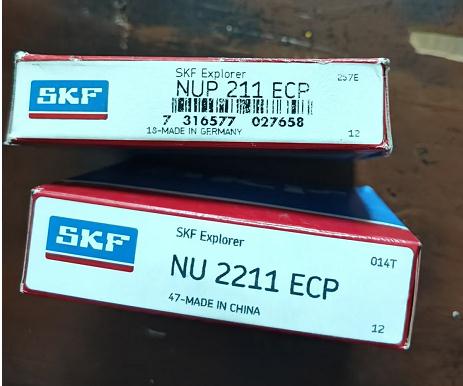 SKF
SKF Explorer
257E
NUP 211 ECP
7 316577 027658
18-MADE IN GERMANY
12
SKF
SKF Explorer
014T
NU 2211 ECP
47-MADE IN CHINA
12